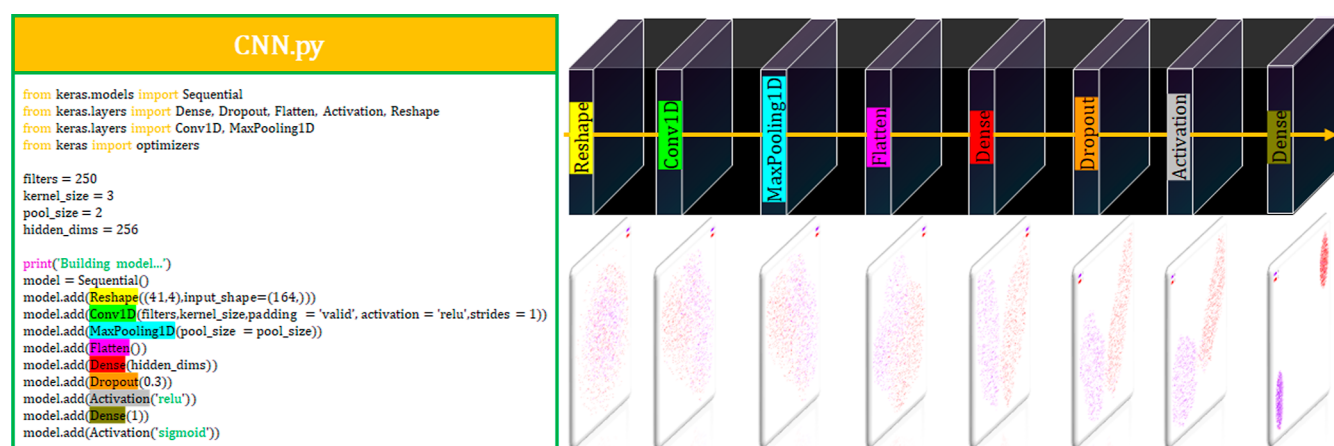 CNN.py
from keras.models import Sequential
from keras.layers import Dense, Dropout, Flatten, Activation, Reshape
from keras.layers import Conv1D, MaxPooling1D
from keras import optimizers
filters = 250
kernel_size = 3
pool_size = 2
hidden_dims = 256
print('Building model...')
model = Sequential()
model.add(Reshape((41,4),input_shape=(164,)))
model.add(Conv1D(filters,kernel_size,padding = 'valid', activation = 'relu',strides = 1))
model.add(MaxPooling1D(pool_size = pool_size))
model.add(Flatten())
model.add(Dense(hidden_dims))
model.add(Dropout(0.3))
model.add(Activation('relu'))
model.add(Dense(1))
model.add(Activation('sigmoid'))
Reshape
Conv1D
MaxPooling1D
Flatten
Dense
Dropout
Activation
Dense